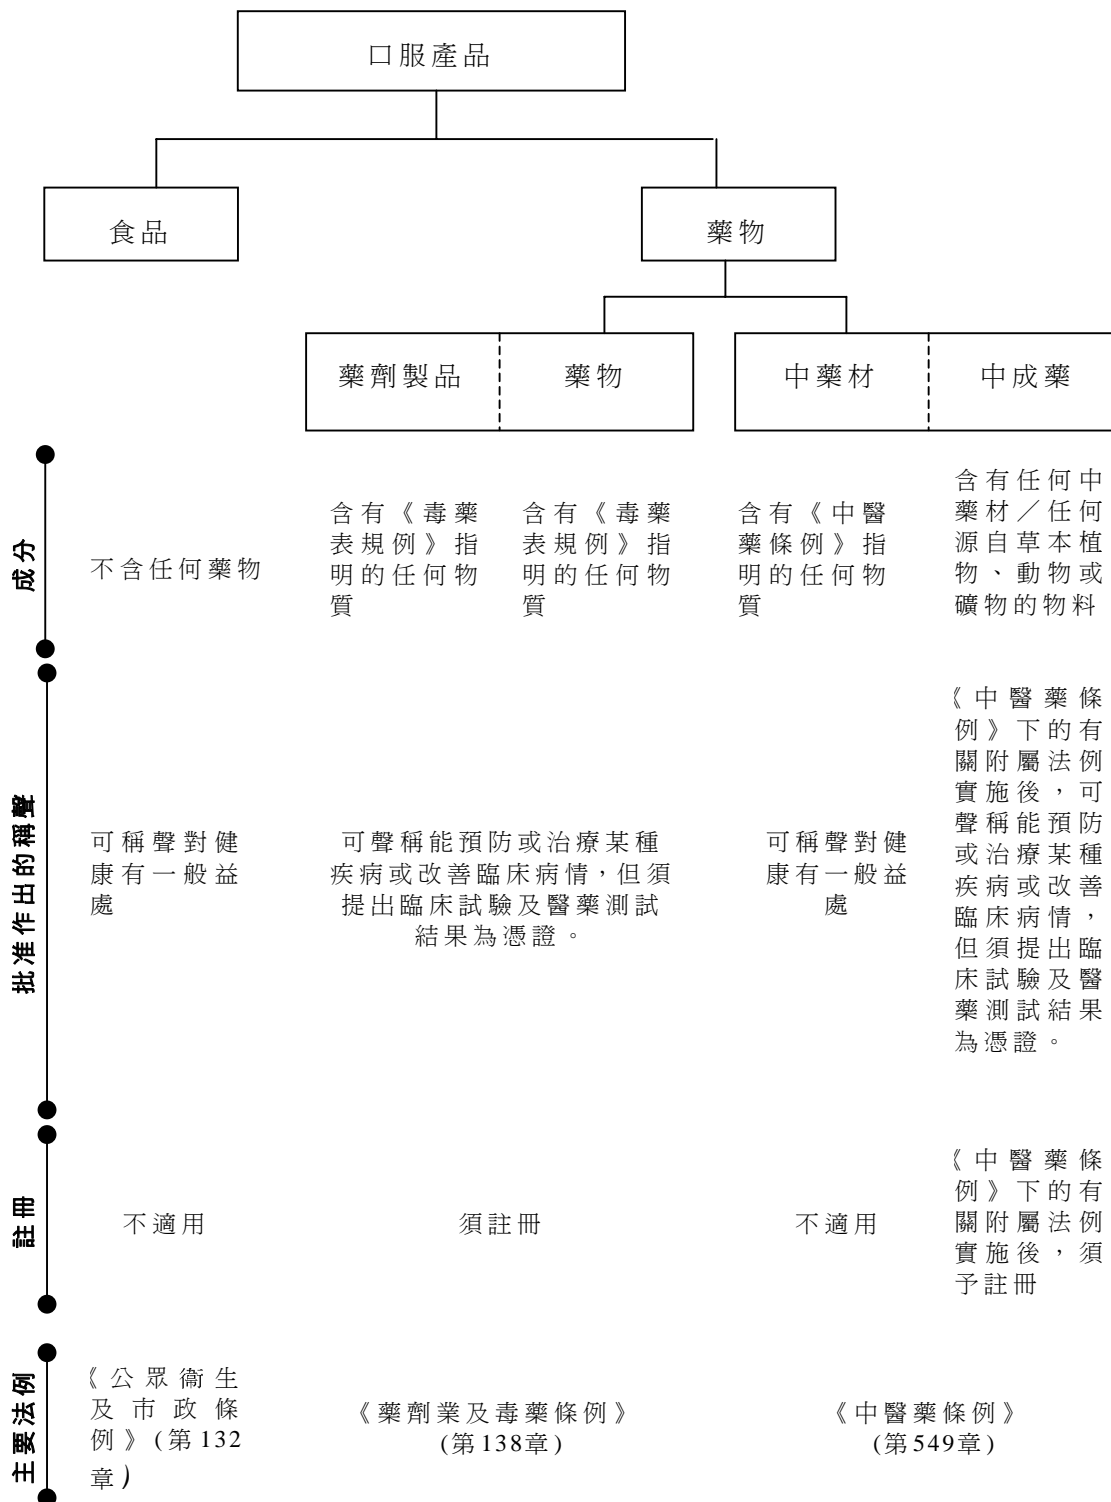 口服產品
食品
藥物
藥劑製品
藥物
中藥材
中成藥
成分
不含任何藥物
含有《毒藥
表規例》指
明的任何物
質
含有《毒藥
表規例》指
明的任何物
質
含有《中醫
藥條例》指
明的任何物
質
含有任何中
藥材／任何
源自草本植
物、動物或
礦物的物料
批准作出的稱聲
可稱聲對健
康有一般益
處
可聲稱能預防或治療某種
疾病或改善臨床病情，但須
提出臨床試驗及醫藥測試
結果為憑證。
可稱聲對健
康有一般益
處
《中醫藥條
例》下的有
關附屬法例
實施後，可
聲稱能預防
或治療某種
疾病或改善
臨床病情，
但須提出臨
床試驗及醫
藥測試結果
為憑證。
註冊
不適用
須註冊
不適用
《中醫藥條
例》下的有
關附屬法例
實施後，須
予註冊
主要法例
《公眾衞生
及市政條
例》(第132
章)
《藥劑業及毒藥條例》
(第138章)
《中醫藥條例》
(第549章)